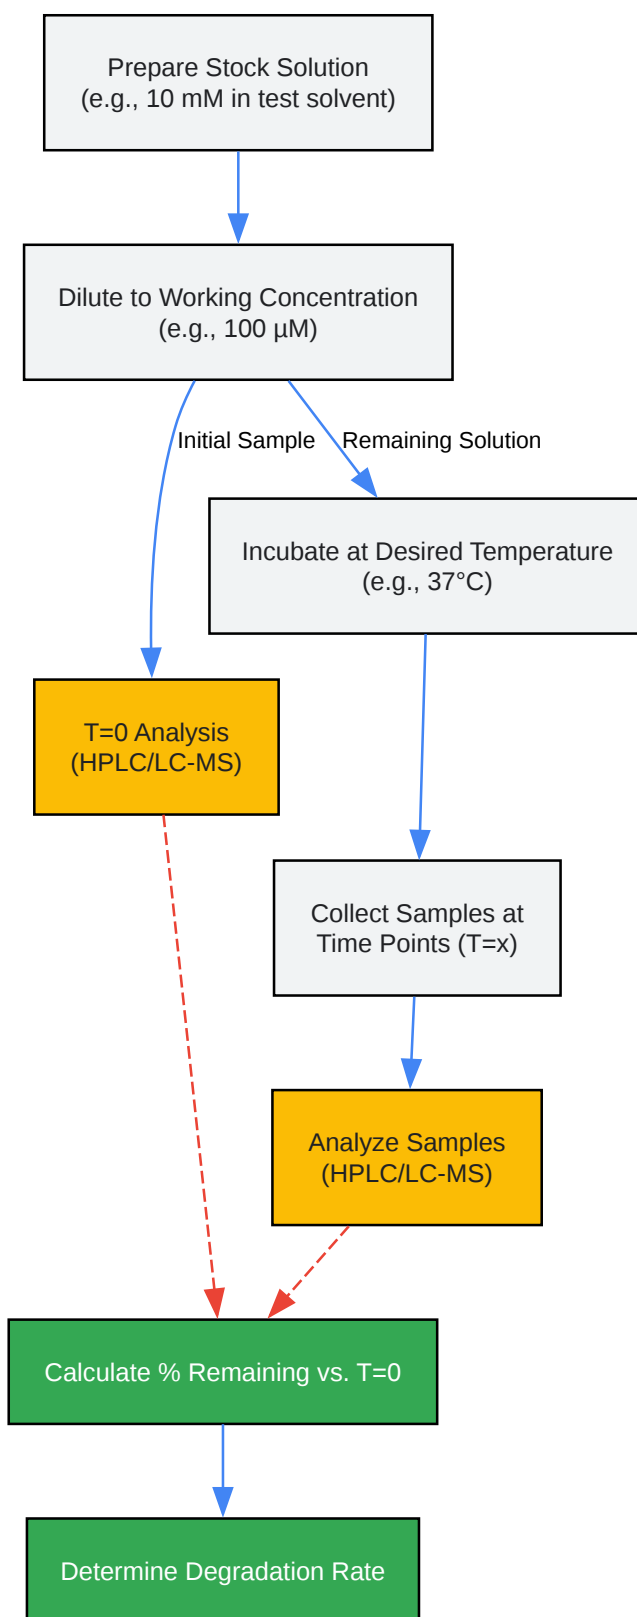 Prepare Stock Solution
(e.g., 10 mM in test solvent)
Dilute to Working Concentration
(e.g., 100 µM)
Initial Sample
Remaining Solution
Incubate at Desired Temperature
(e.g., 37°C)
T=0 Analysis
(HPLC/LC-MS)
Collect Samples at
Time Points (T=x)
Analyze Samples
(HPLC/LC-MS)
Calculate % Remaining vs. T=0
Determine Degradation Rate